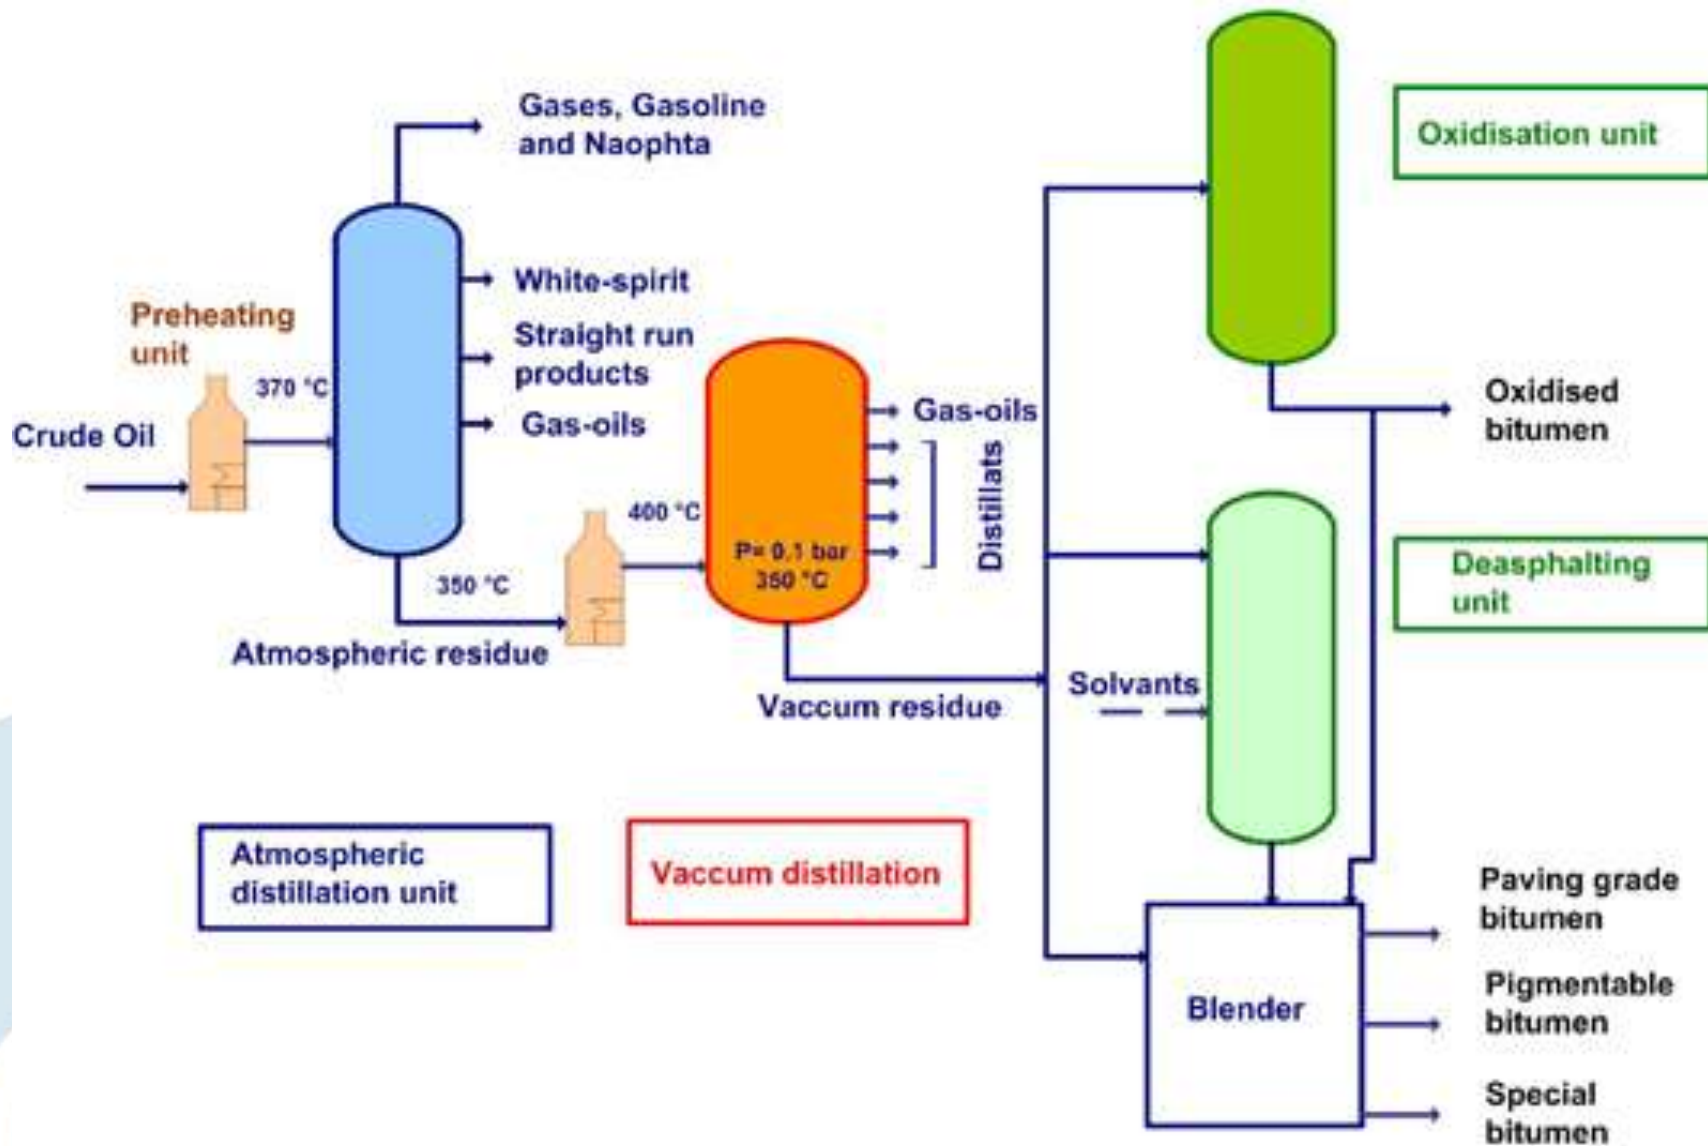 Gases, Gasoline
and Naophta
Oxidisation unit
White-spirit
Preheating
unit
Straight run
products
370 °C
Gas-oils
Crude Oil
Gas-oils
Oxidised
bitumen
Distillats
400 °C
P= 0.1 bar
350 °C
350 °C
Atmospheric residue
Deasphalting
unit
Solvants
Vaccum residue
Atmospheric
distillation unit
Vaccum distillation
Paving grade
bitumen
Blender
Pigmentable
bitumen
Special
bitumen